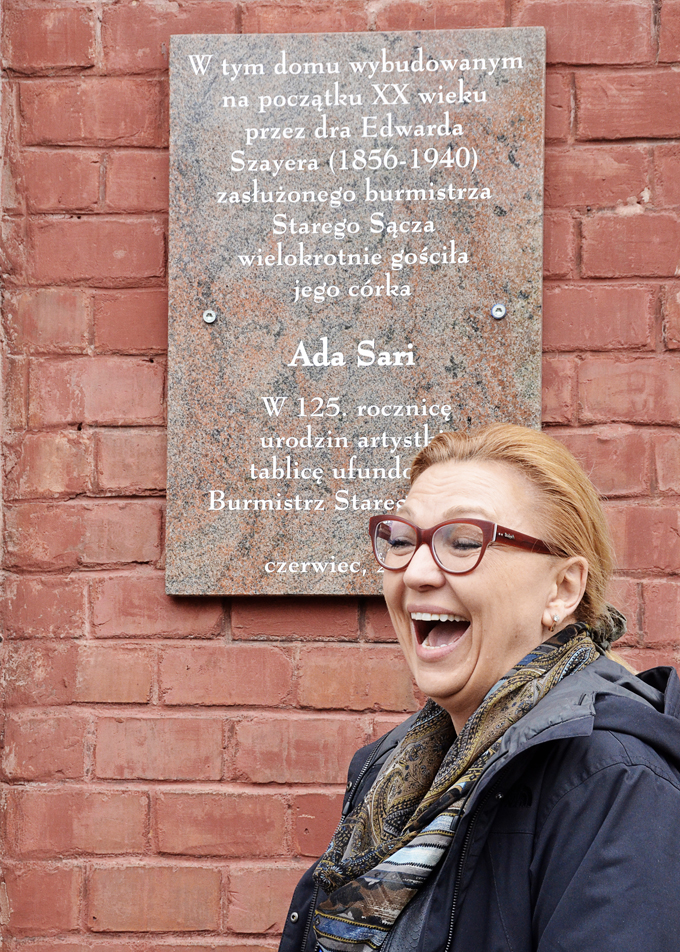 W tym domu wybudowanym
na początku XX wieku
przez dra Edwarda
Szayera (1856-1940)
zasłużonego burmistrza
Starego Sącza
wielokrotnie gościła
jego córka
Ada Sari
W 125. rocznicę
urodzin
tablicę
Burmistrz
czerwiec,